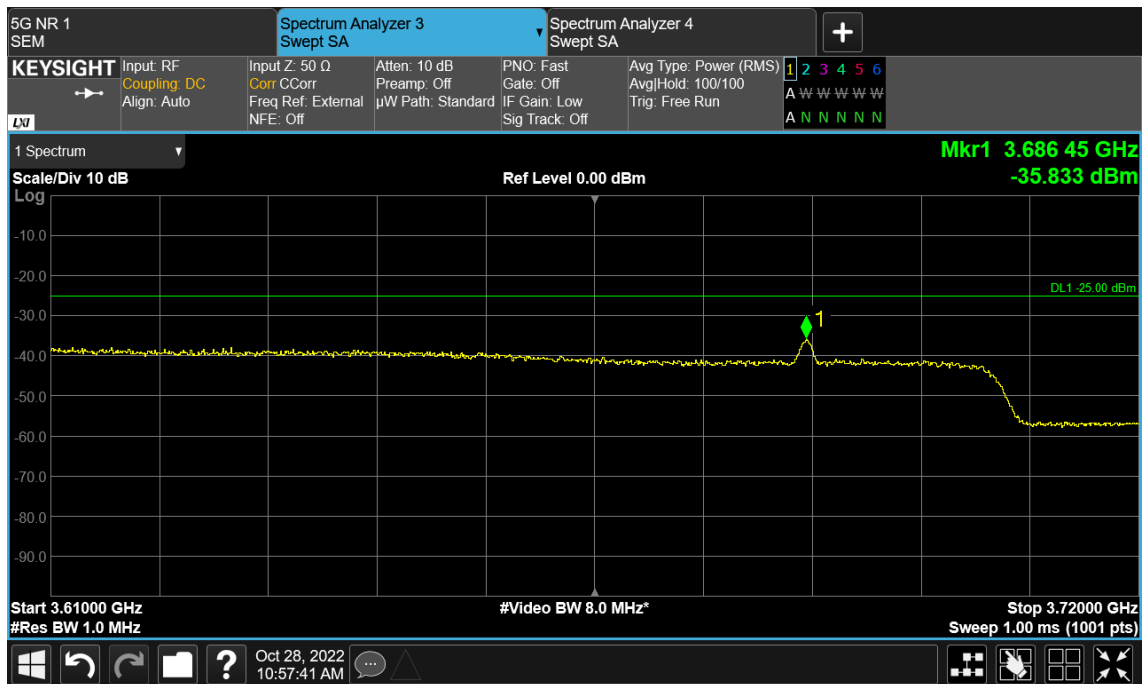 5G NR 1
SEM
Spectrum Analyzer 3
Swept SA
Spectrum Analyzer 4
Swept SA
KEYSIGHT
LXI
Input: RF
Coupling: DC
Align: Auto
Input Z: 50 Ω
Corr CCorr
Freq Ref: External
NFE: Off
Atten: 10 dB
Preamp: Off
µW Path: Standard
PNO: Fast
Gate: Off
IF Gain: Low
Sig Track: Off
Avg Type: Power (RMS)
Avg|Hold: 100/100
Trig: Free Run
1 2 3 4 5 6
A W W W W W
A N N N N N
1 Spectrum
Mkr1 3.686 45 GHz
-35.833 dBm
Scale/Div 10 dB
Ref Level 0.00 dBm
Log
-10.0
-20.0
DL1 -25.00 dBm
-30.0
1
-40.0
-50.0
-60.0
-70.0
-80.0
-90.0
Start 3.61000 GHz
#Video BW 8.0 MHz*
Stop 3.72000 GHz
#Res BW 1.0 MHz
Sweep 1.00 ms (1001 pts)
?
Oct 28, 2022
10:57:41 AM